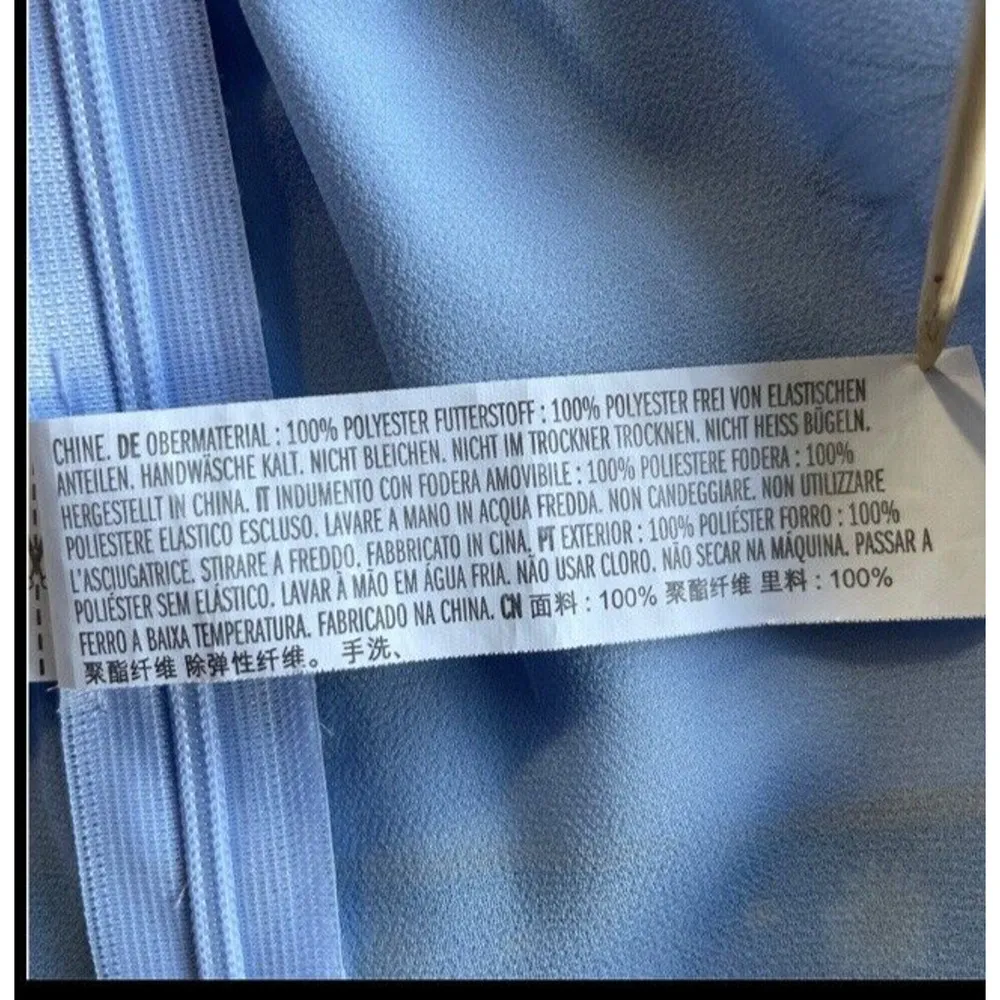 CHINE. DE OBERMATERIAL : 100% POLYESTER FUTTERSTOFF : 100% POLYESTER FREI VON ELASTISCHEN
ANTEILEN. HANDWÄSCHE KALT. NICHT BLEICHEN. NICHT IM TROCKNER TROCKNEN. NICHT HEISS BÜGELN.
HERGESTELLT IN CHINA. IT INDUMENTO CON FODERA AMOVIBILE : 100% POLIESTERE FODERA : 100%
POLIESTERE ELASTICO ESCLUSO. LAVARE A MANO IN ACQUA FREDDA. NON CANDEGGIARE. NON UTILIZZARE
L'ASCIUGATRICE. STIRARE A FREDDO. FABBRICATO IN CINA. PT EXTERIOR : 100% POLIÉSTER FORRO : 100%
POLIÉSTER SEM ELÁSTICO. LAVAR À MÃO EM ÁGUA FRIA. NÃO USAR CLORO. NÃO SECAR NA MÁQUINA. PASSAR A
FERRO A BAIXA TEMPERATURA. FABRICADO NA CHINA. CN 面料 : 100% 聚酯纤维 里料 : 100%
聚酯纤维 除弹性纤维。 手洗、